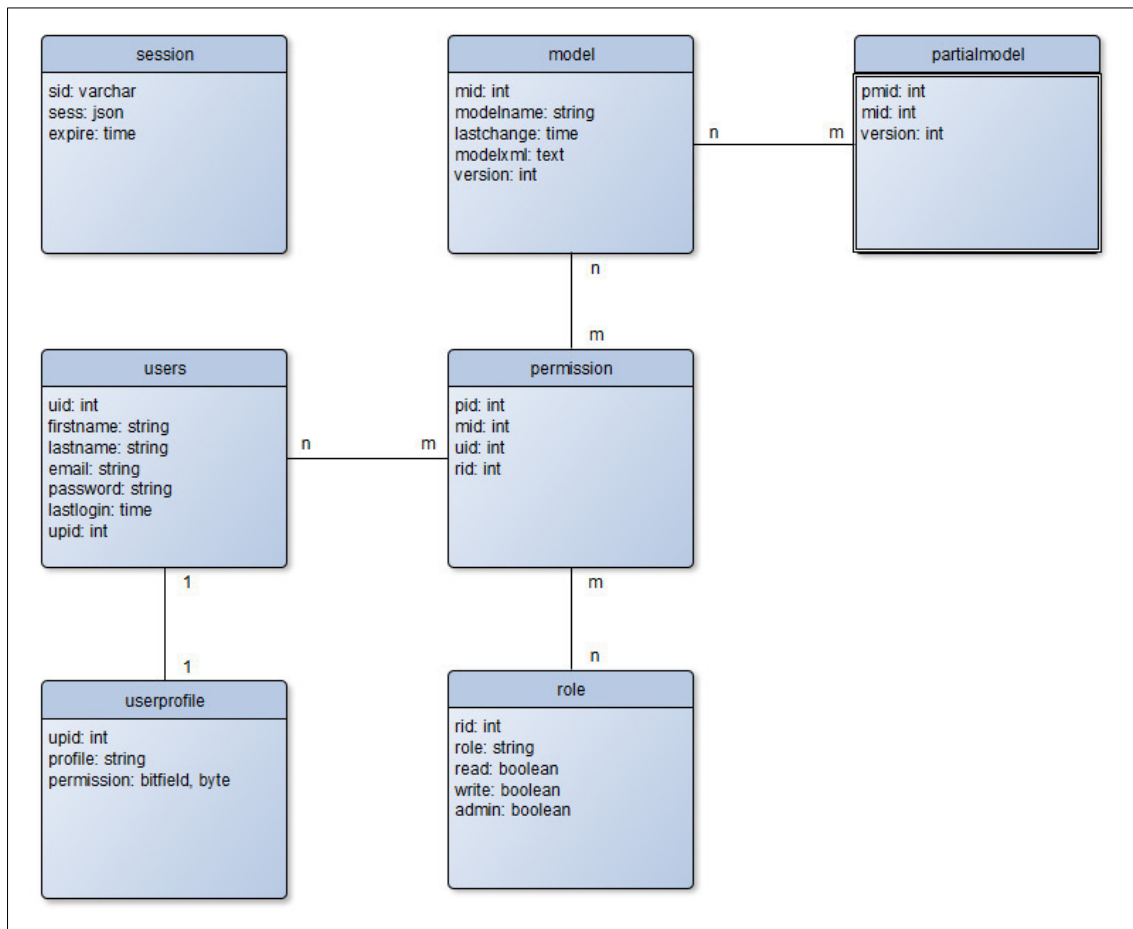 session
sid: varchar
sess: json
expire: time
model
mid: int
modelname: string
lastchange: time
modelxml: text
version: int
n
m
partialmodel
pmid: int
mid: int
version: int
n
m
users
uid: int
firstname: string
lastname: string
email: string
password: string
lastlogin: time
upid: int
n
m
permission
pid: int
mid: int
uid: int
rid: int
1
1
m
n
userprofile
upid: int
profile: string
permission: bitfield, byte
role
rid: int
role: string
read: boolean
write: boolean
admin: boolean